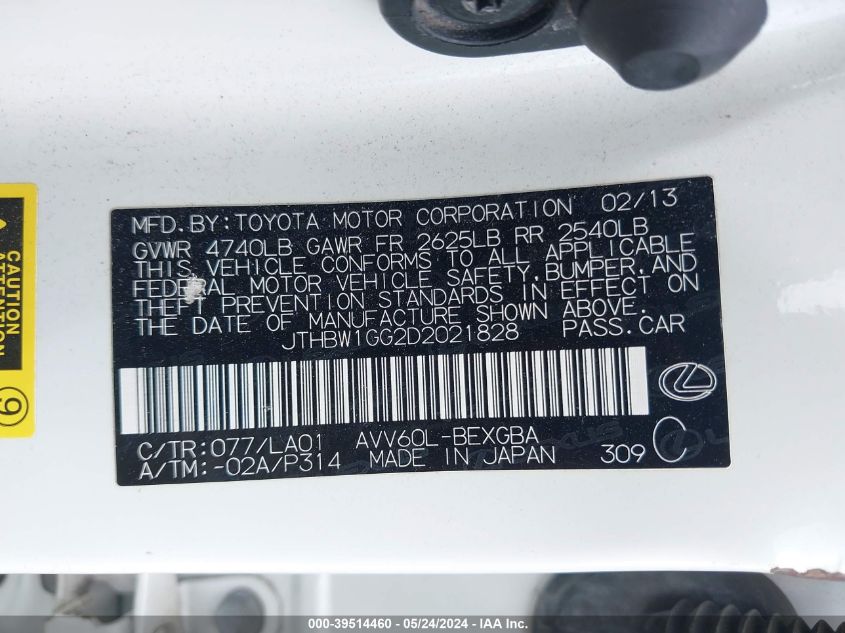 CAUTION
ATTENTION
9
MFD.BY:TOYOTA MOTOR CORPORATION 02/13
GVWR 4740LB GAWR FR 2625LB RR 2540LB
THIS VEHICLE CONFORMS TO ALL APPLICABLE
FEDERAL MOTOR VEHICLE SAFETY,BUMPER,AND
THEFT PREVENTION STANDARDS IN EFFECT ON
THE DATE OF MANUFACTURE SHOWN ABOVE.
JTHBW1GG2D2021828 PASS.CAR
C/TR:077/LA01 AVV60L-BEXGBA
A/TM:-02A/P314 MADE IN JAPAN 309 C
000-39514460 - 05/24/2024 - IAA Inc.